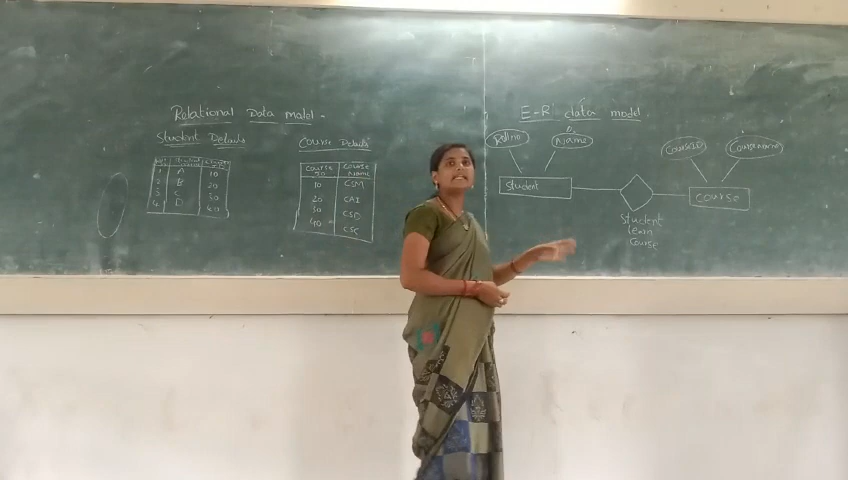 Relational Data model -
Student Details
1 A 10
2 B 20
3 C 30
4 D 40
Course Details
Course Course
ID Name
10 CSM
20 CAI
30 CSD
40 CSC
E-R data model
Rollno
Name
Student
Student
learn
Course
CourseID
CourseName
Course